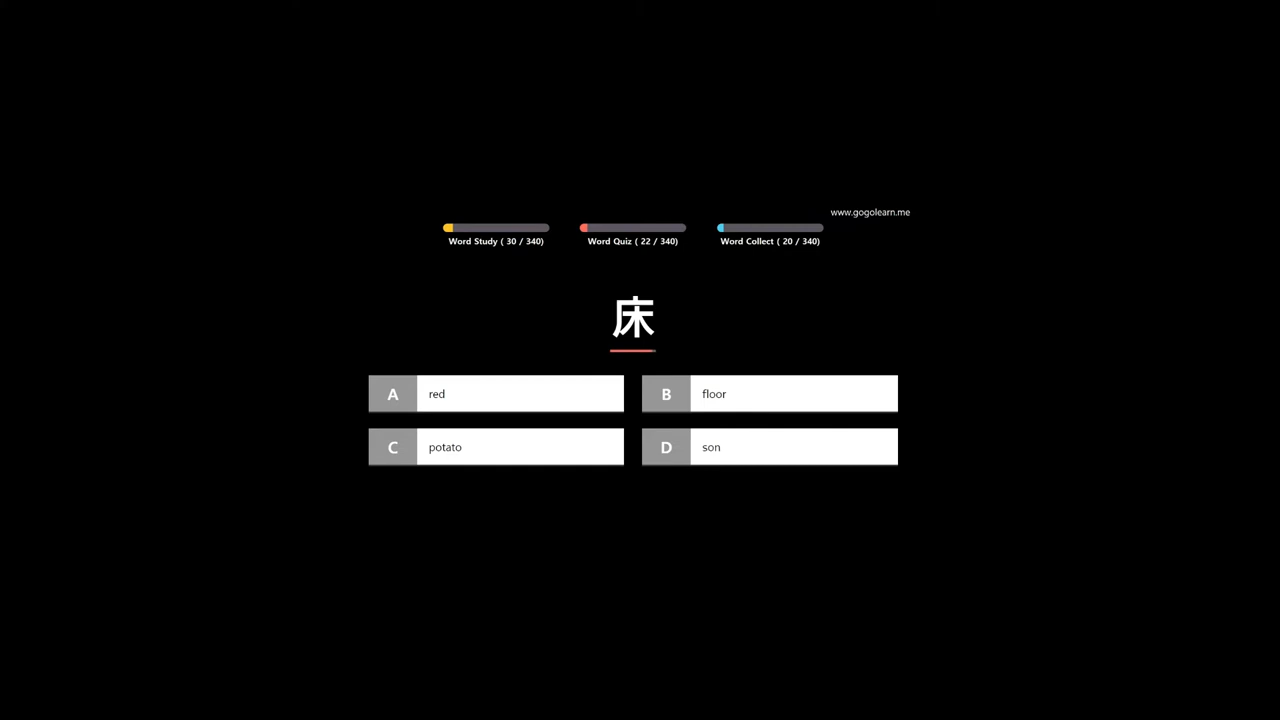 www.gogolearn.me
Word Study ( 30 / 340)
Word Quiz ( 22 / 340)
Word Collect ( 20 / 340)
床
A red
B floor
C potato
D son